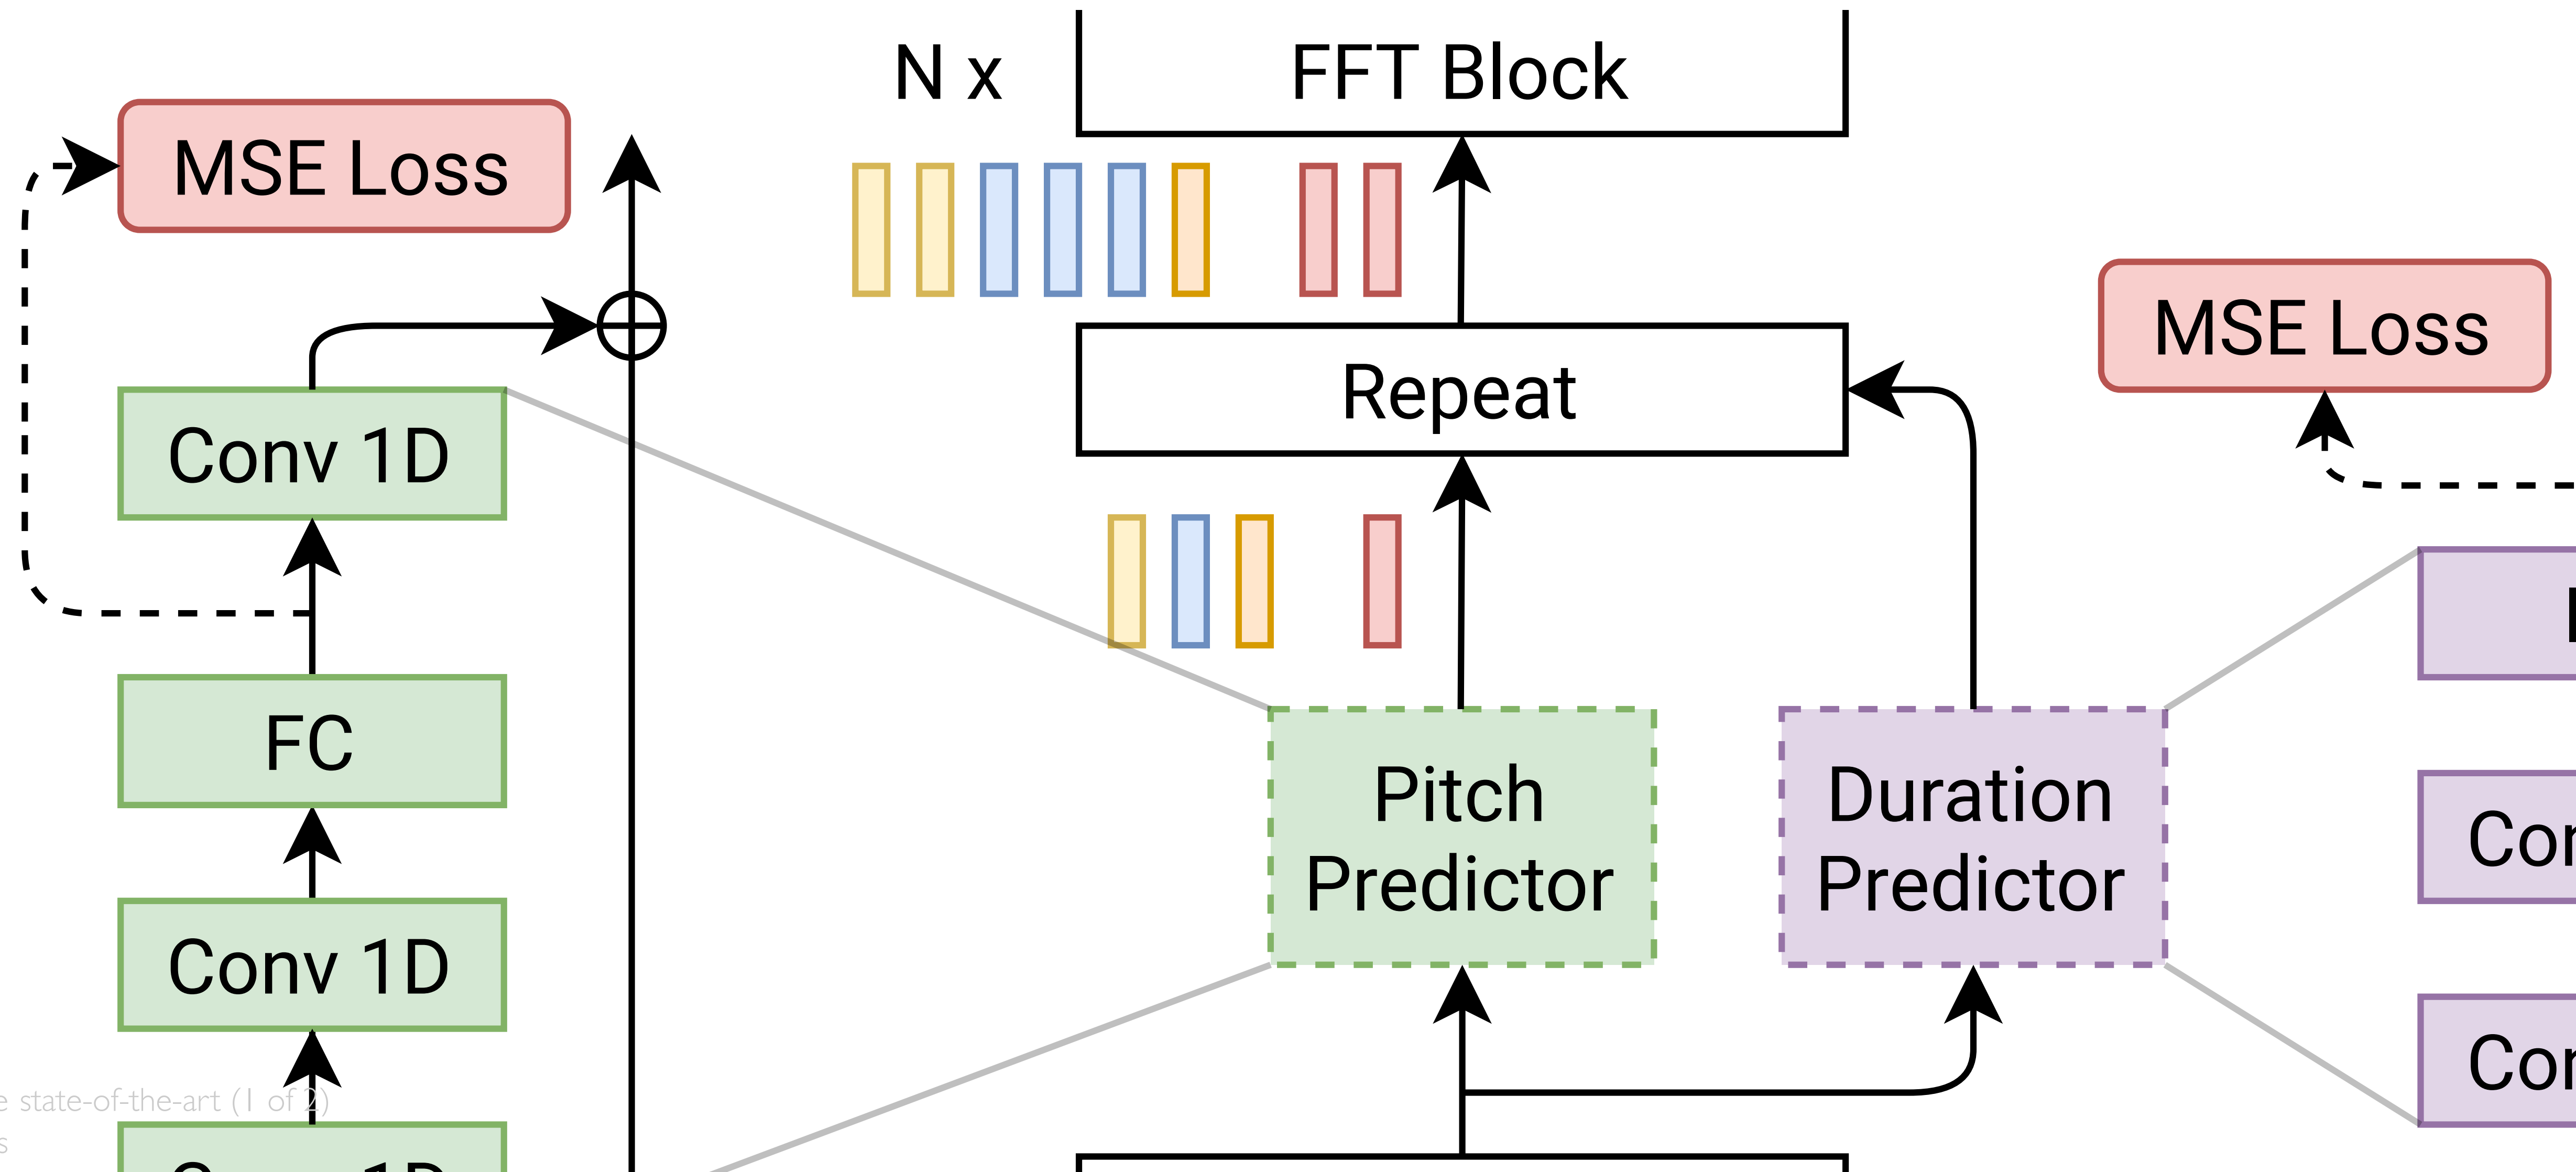 N x
FFT Block
MSE Loss
MSE Loss
Repeat
Conv 1D
FC
Pitch
Predictor
Duration
Predictor
Conv 1D
state-of-the-art (1 of 2)